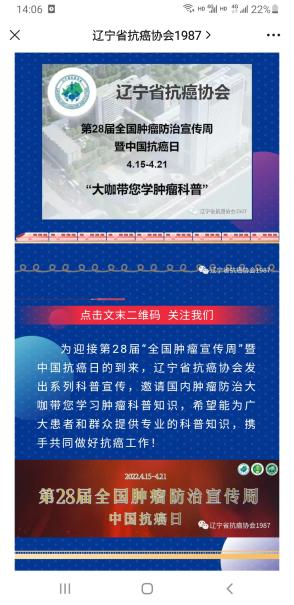 14:06
HD 4G HD 4G 22%
辽宁省抗癌协会1987
辽宁省抗癌协会
第28届全国肿瘤防治宣传周
暨中国抗癌日
4.15-4.21
“大咖带您学肿瘤科普”
辽宁省抗癌协会1987
辽宁省抗癌协会1987
点击文末二维码 关注我们
为迎接第28届“全国肿瘤宣传周”暨
中国抗癌日的到来，辽宁省抗癌协会发
出系列科普宣传，邀请国内肿瘤防治大
咖带您学习肿瘤科普知识，希望能为广
大患者和群众提供专业的科普知识，携
手共同做好抗癌工作！
2022.4.15-4.21
第28届全国肿瘤防治宣传周
中国抗癌日
辽宁省抗癌协会1987